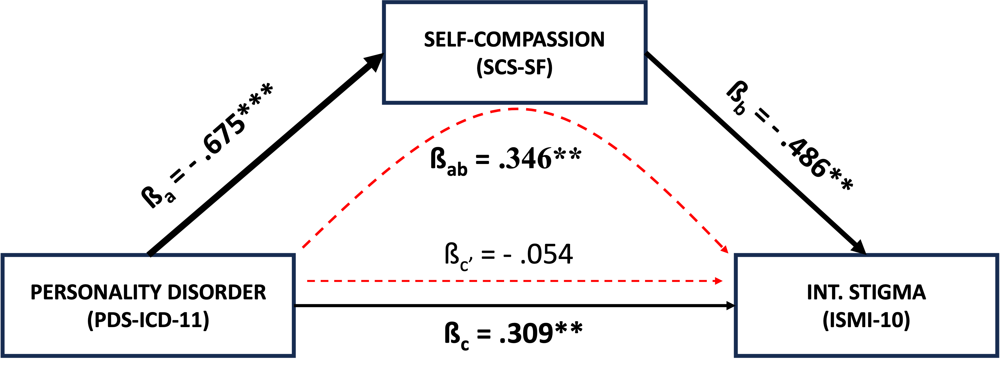 SELF-COMPASSION
(SCS-SF)
ßa = - .675***
ßb = - .486**
ßab = .346**
ßc’ = - .054
PERSONALITY DISORDER
(PDS-ICD-11)
INT. STIGMA
(ISMI-10)
ßc = .309**